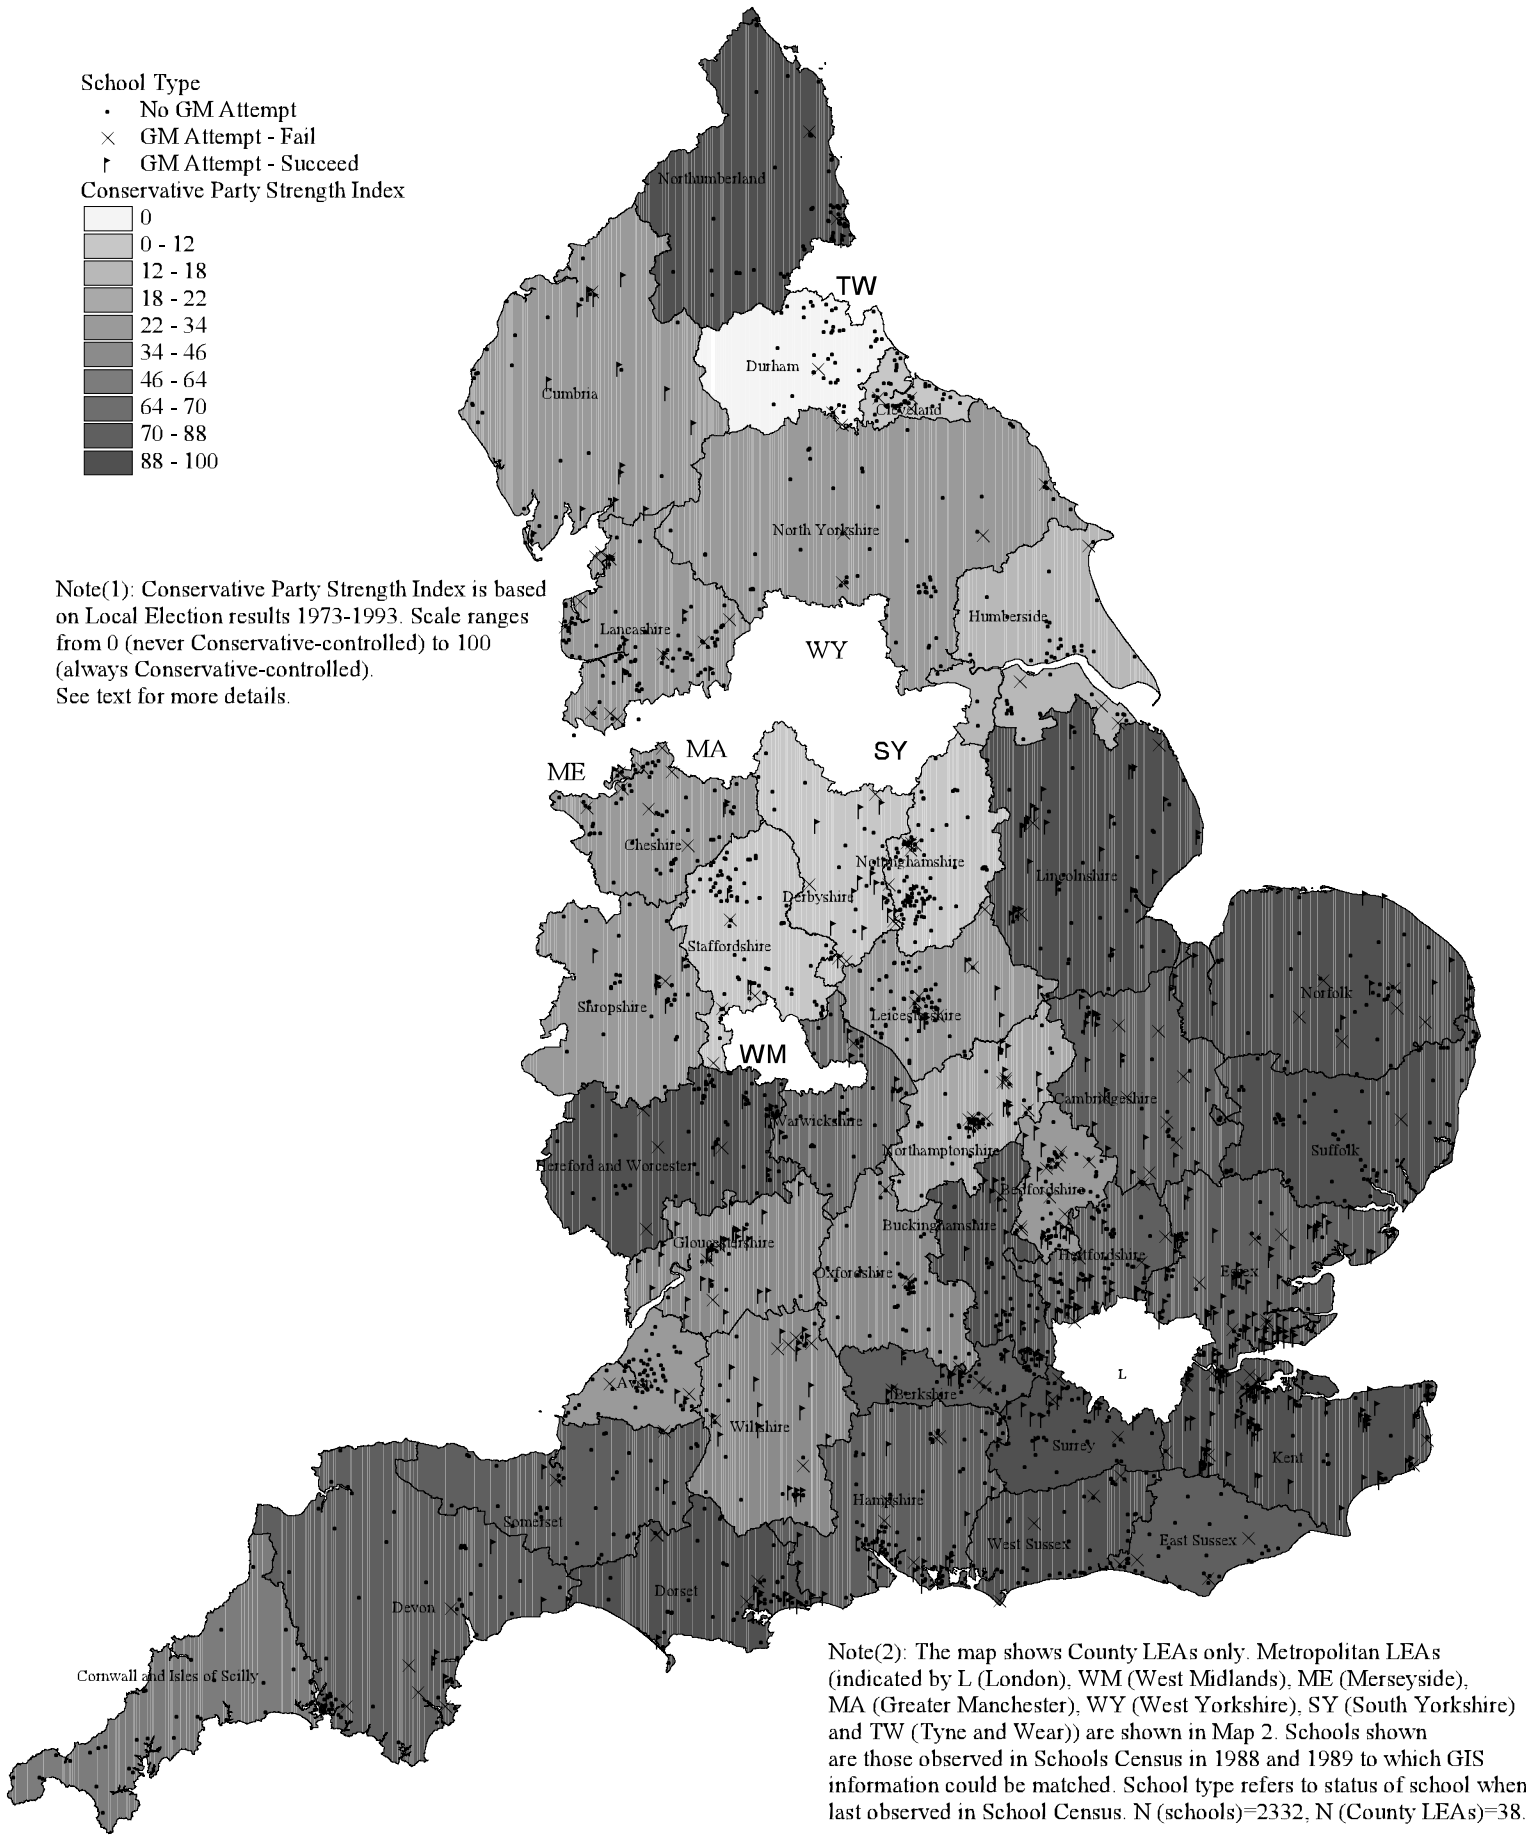 School Type
No GM Attempt
GM Attempt - Fail
GM Attempt - Succeed
Conservative Party Strength Index
0
0 - 12
12 - 18
18 - 22
22 - 34
34 - 46
46 - 64
64 - 70
70 - 88
88 - 100
Northumberland
TW
Durham
Cleveland
Cumbria
North Yorkshire
Note(1): Conservative Party Strength Index is based
on Local Election results 1973-1993. Scale ranges
from 0 (never Conservative-controlled) to 100
(always Conservative-controlled).
See text for more details.
Humberside
Lancashire
WY
MA
SY
ME
Cheshire
Nottinghamshire
Lincolnshire
Derbyshire
Staffordshire
Norfolk
Shropshire
Leicestershire
WM
Cambridgeshire
Warwickshire
Northamptonshire
Suffolk
Hereford and Worcester
Bedfordshire
Buckinghamshire
Gloucestershire
Hertfordshire
Oxfordshire
Essex
L
Avon
Berkshire
Wiltshire
Surrey
Kent
Hampshire
Somerset
West Sussex
East Sussex
Dorset
Devon
Cornwall and Isles of Scilly
Note(2): The map shows County LEAs only. Metropolitan LEAs
(indicated by L (London), WM (West Midlands), ME (Merseyside),
MA (Greater Manchester), WY (West Yorkshire), SY (South Yorkshire)
and TW (Tyne and Wear)) are shown in Map 2. Schools shown
are those observed in Schools Census in 1988 and 1989 to which GIS
information could be matched. School type refers to status of school when
last observed in School Census. N (schools)=2332, N (County LEAs)=38.